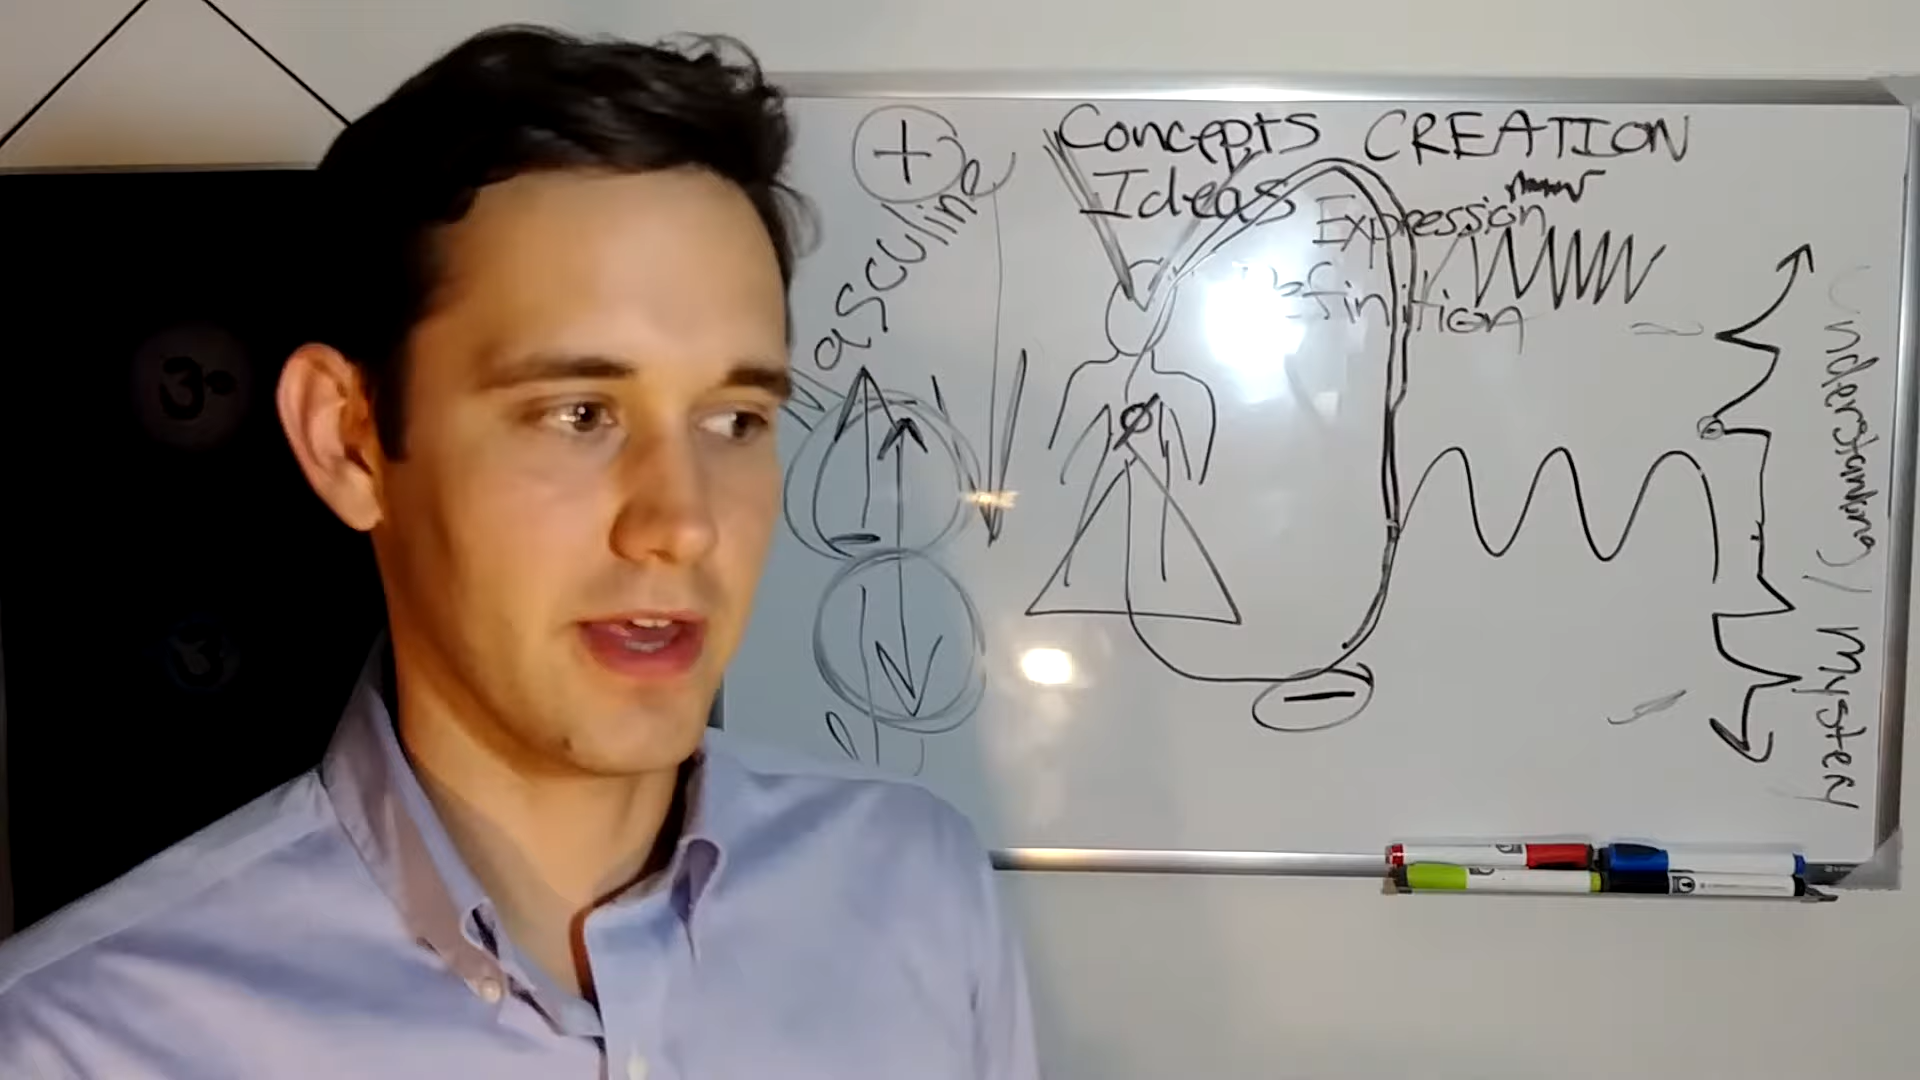 +
Concepts CREATION
Ideas
Expression
Definition
Masculine
Understanding / Mystery
−
−
ॐ